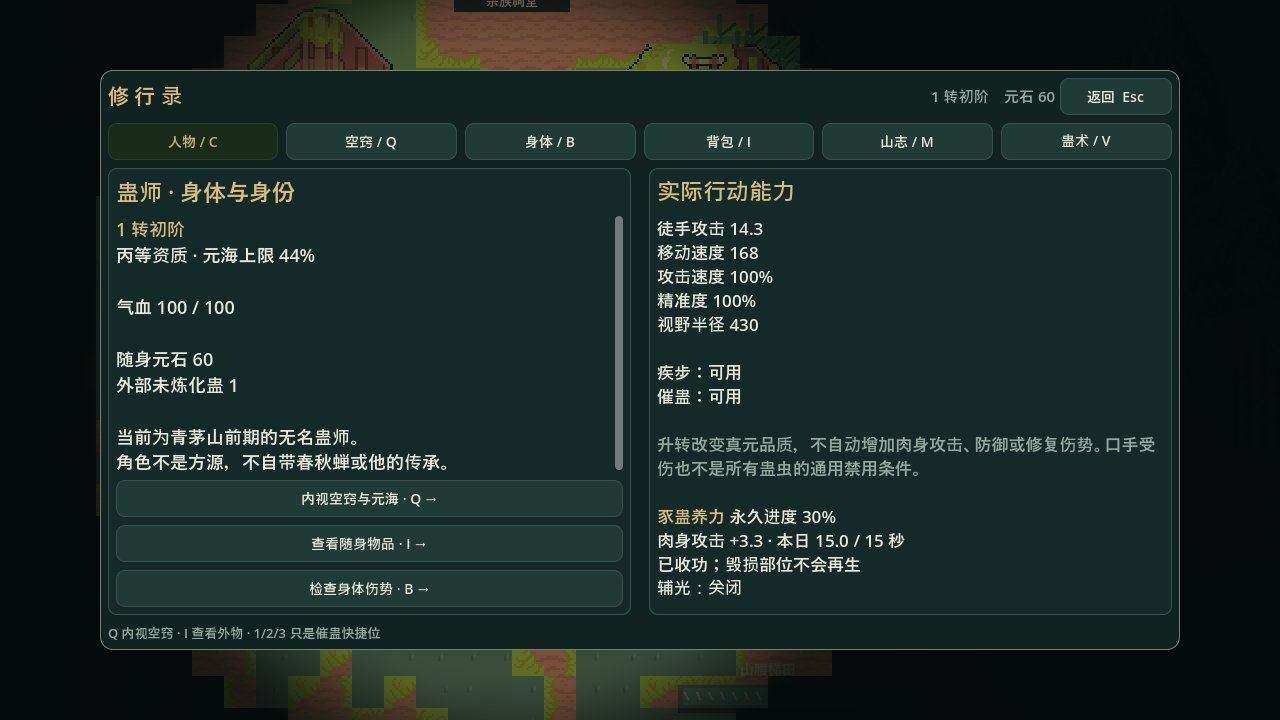 宗族祠堂
修行录
1 转初阶 元石 60 返回 Esc
人物 / C
空窍 / Q
身体 / B
背包 / I
山志 / M
蛊术 / V
蛊师 · 身体与身份
1 转初阶
丙等资质 · 元海上限 44%
气血 100 / 100
随身元石 60
外部未炼化蛊 1
当前为青茅山前期的无名蛊师。
角色不是方源，不自带春秋蝉或他的传承。
内视空窍与元海 · Q →
查看随身物品 · I →
检查身体伤势 · B →
实际行动能力
徒手攻击 14.3
移动速度 168
攻击速度 100%
精准度 100%
视野半径 430
疾步：可用
催蛊：可用
升转改变真元品质，不自动增加肉身攻击、防御或修复伤势。口手受
伤也不是所有蛊虫的通用禁用条件。
豕蛊养力 永久进度 30%
肉身攻击 +3.3 · 本日 15.0 / 15 秒
已收功；毁损部位不会再生
辅光：关闭
Q 内视空窍 · I 查看外物 · 1/2/3 只是催蛊快捷位